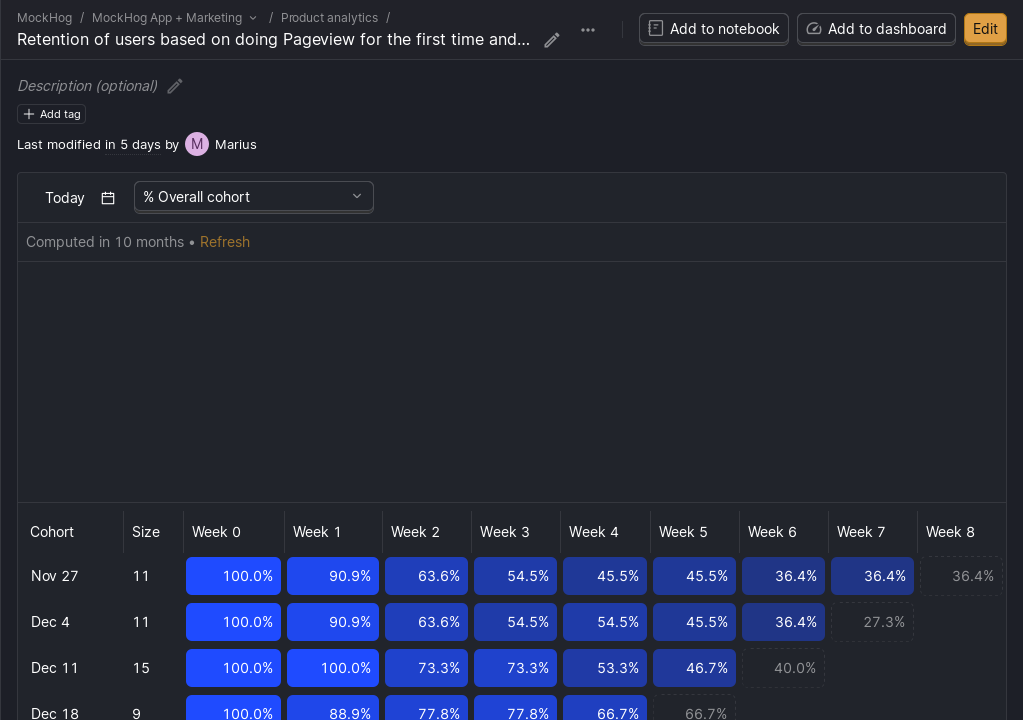 MockHog / MockHog App + Marketing / Product analytics /
Retention of users based on doing Pageview for the first time and...
Add to notebook
Add to dashboard
Edit
Description (optional)
Add tag
Last modified in 5 days by M Marius
Today
% Overall cohort
Computed in 10 months • Refresh
Cohort Size Week 0 Week 1 Week 2 Week 3 Week 4 Week 5 Week 6 Week 7 Week 8
Nov 27 11 100.0% 90.9% 63.6% 54.5% 45.5% 45.5% 36.4% 36.4% 36.4%
Dec 4 11 100.0% 90.9% 63.6% 54.5% 54.5% 45.5% 36.4% 27.3%
Dec 11 15 100.0% 100.0% 73.3% 73.3% 53.3% 46.7% 40.0%
Dec 18 9 100.0% 88.9% 77.8% 77.8% 66.7% 66.7%